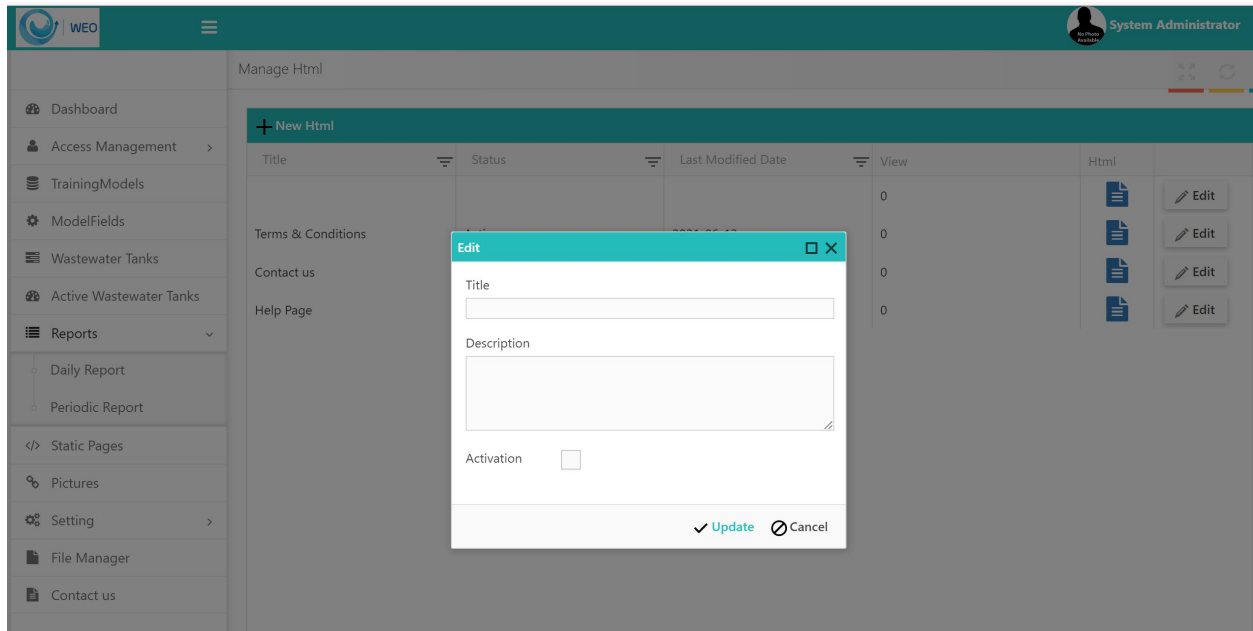 WEO
No Photo Available
System Administrator
Manage Html
Dashboard
Access Management
TrainingModels
ModelFields
Wastewater Tanks
Active Wastewater Tanks
Reports
Daily Report
Periodic Report
Static Pages
Pictures
Setting
File Manager
Contact us
New Html
Title Status Last Modified Date View Html
0 Edit
Terms & Conditions 0 Edit
Contact us 0 Edit
Help Page 0 Edit
Edit
Title
Description
Activation
Update Cancel